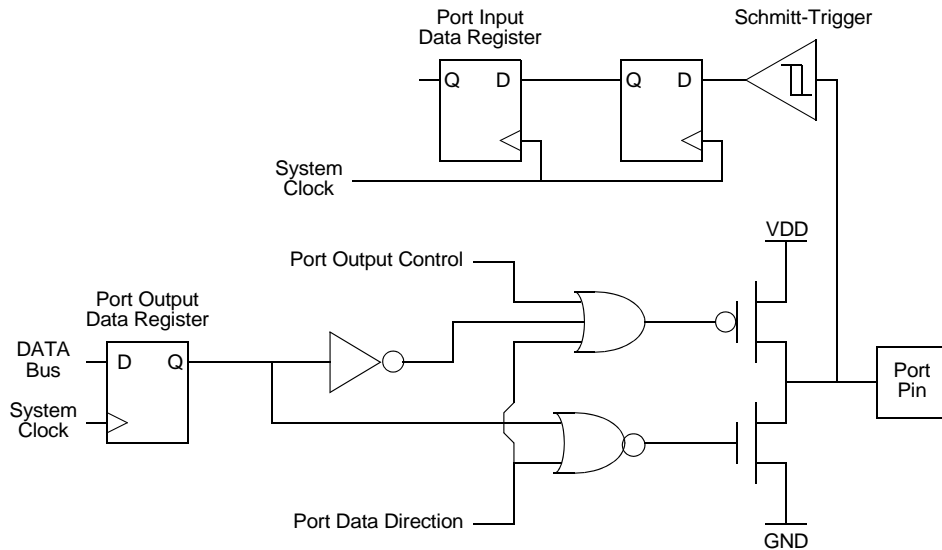 Port Input
Data Register
Schmitt-Trigger
Q D
D
System
Clock
VDD
Port Output Control
Port Output
Data Register
DATA
Bus
D Q
System
Clock
Port
Pin
Port Data Direction
GND